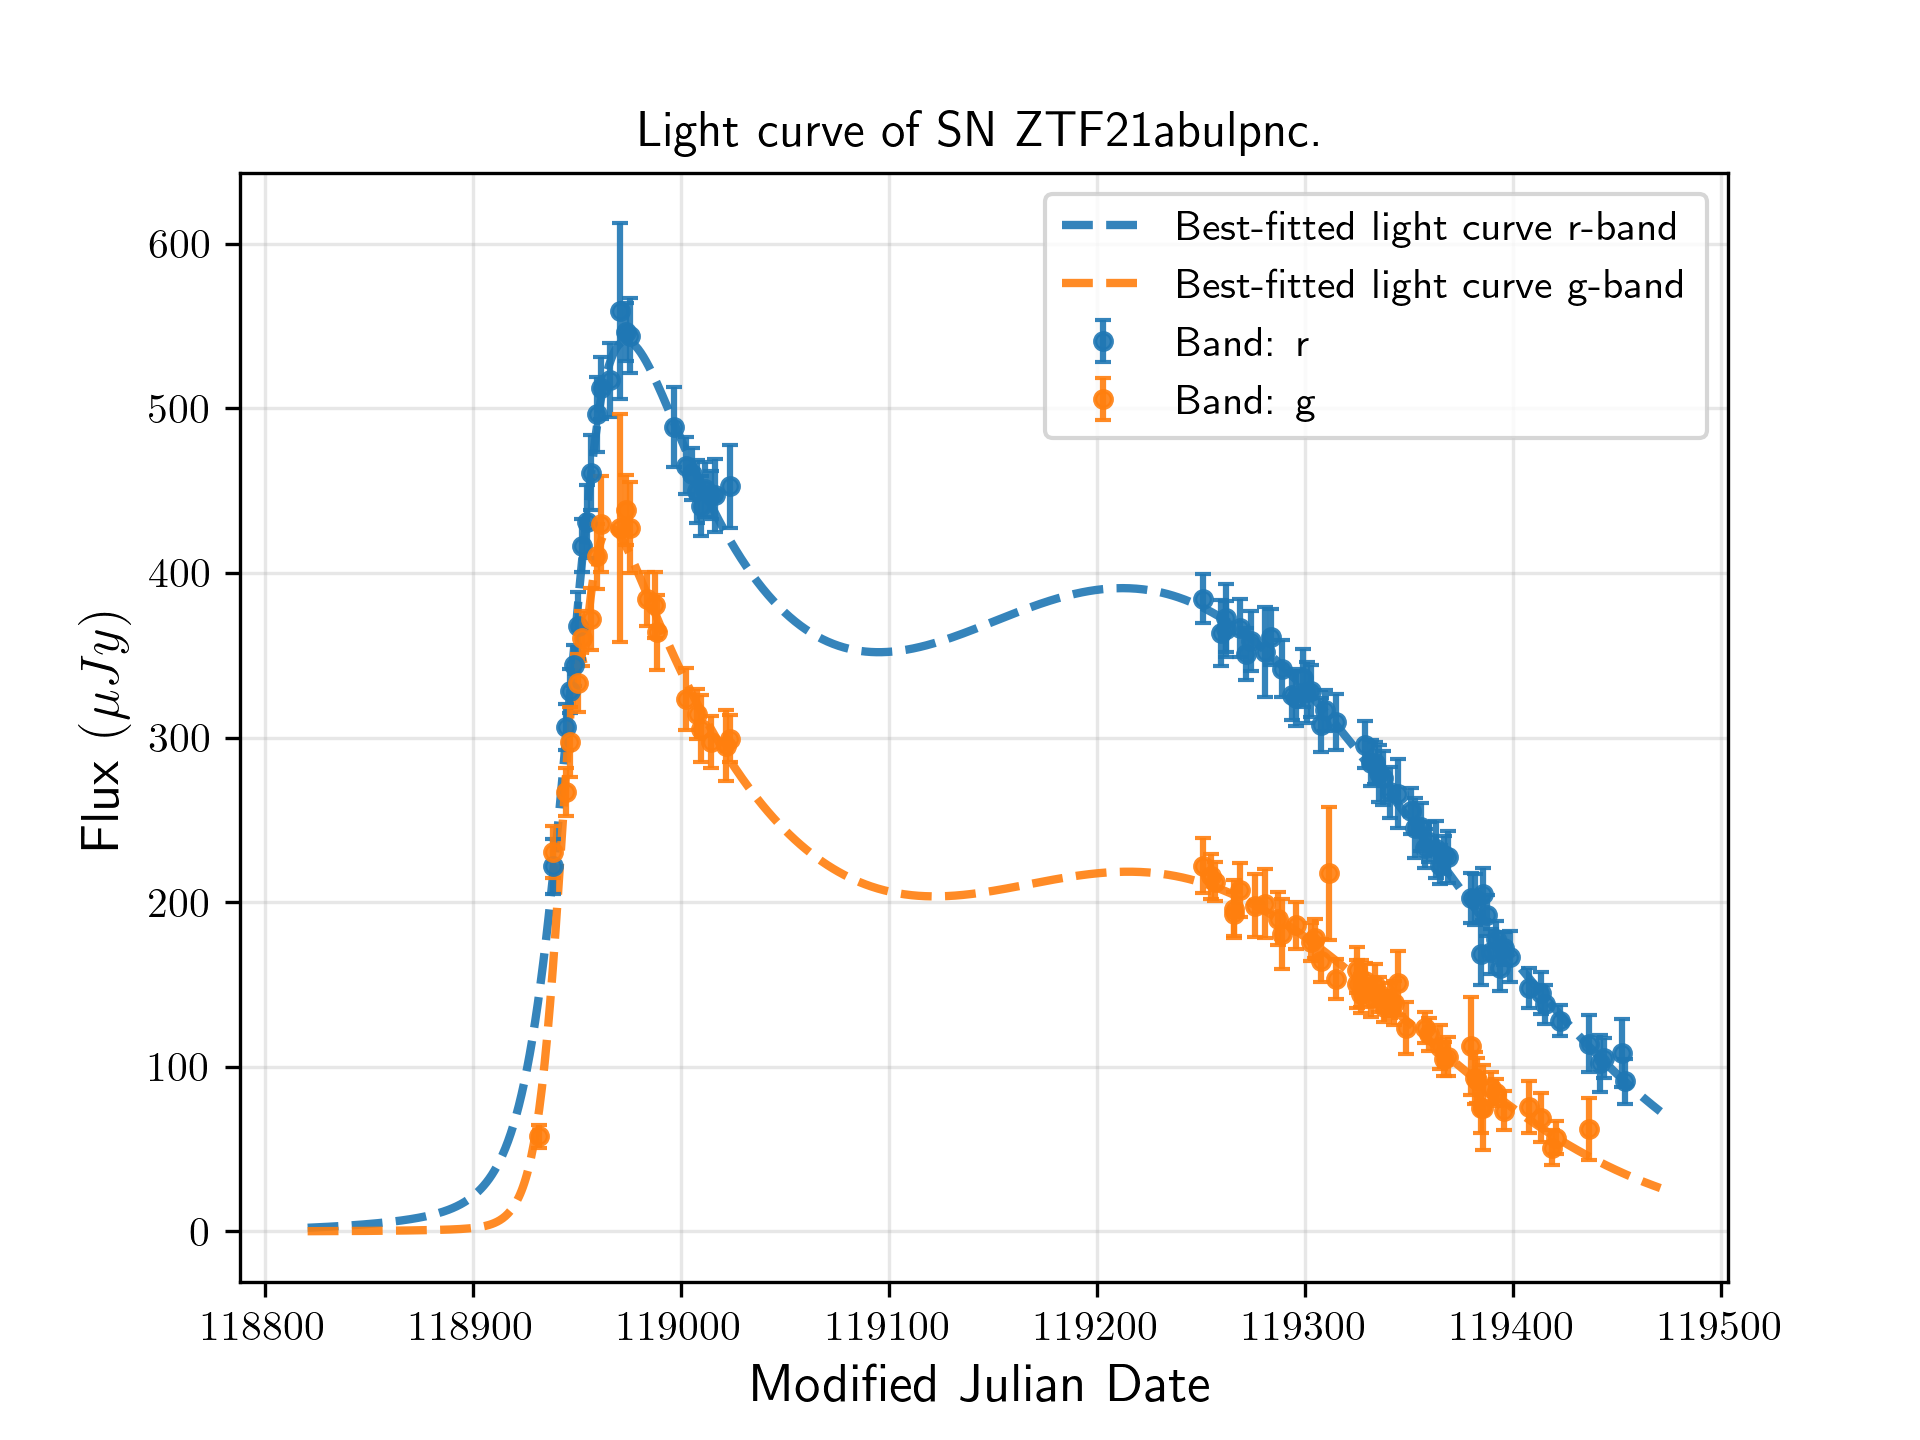 Light curve of SN ZTF21abulpnc.
Best-fitted light curve r-band
Best-fitted light curve g-band
Band: r
Band: g
600
500
400
300
200
100
0
Flux (μJy)
118800 118900 119000 119100 119200 119300 119400 119500
Modified Julian Date